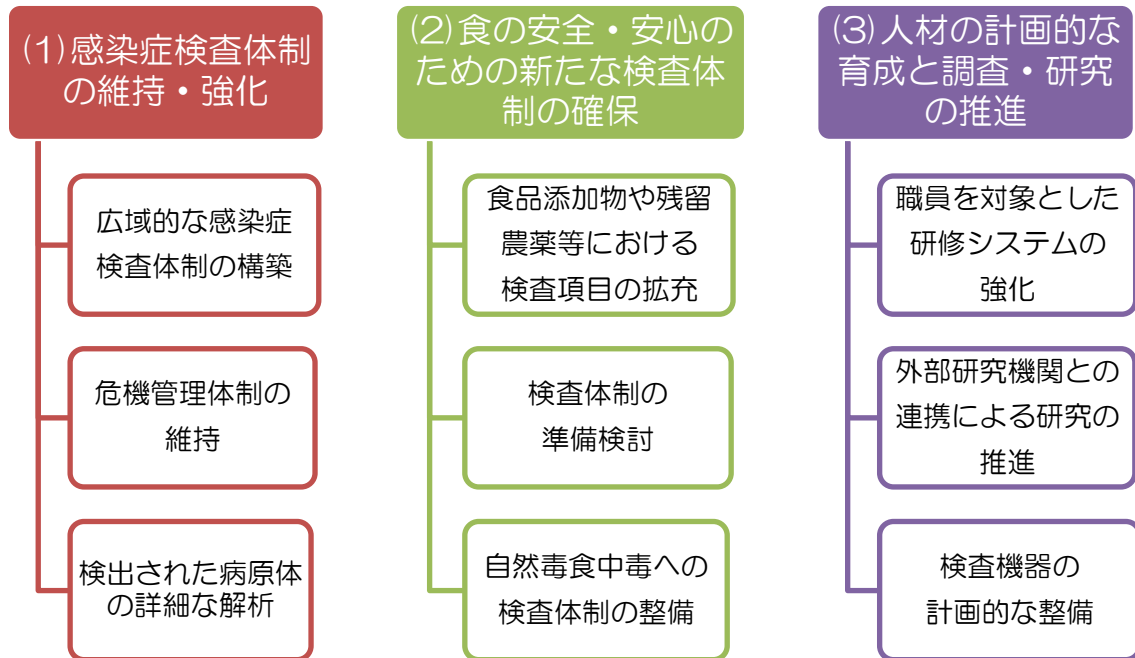 (1)感染症検査体制
の維持・強化
広域的な感染症
検査体制の構築
危機管理体制の
維持
検出された病原体
の詳細な解析
(2)食の安全・安心の
ための新たな検査体
制の確保
食品添加物や残留
農薬等における
検査項目の拡充
検査体制の
準備検討
自然毒食中毒への
検査体制の整備
(3)人材の計画的な
育成と調査・研究
の推進
職員を対象とした
研修システムの
強化
外部研究機関との
連携による研究の
推進
検査機器の
計画的な整備